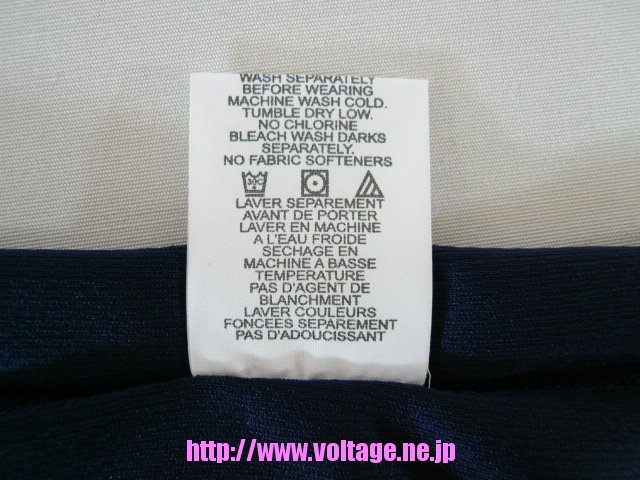 WASH SEPARATELY
BEFORE WEARING
MACHINE WASH COLD.
TUMBLE DRY LOW.
NO CHLORINE
BLEACH WASH DARKS
SEPARATELY.
NO FABRIC SOFTENERS
30C
LAVER SEPAREMENT
AVANT DE PORTER
LAVER EN MACHINE
A L'EAU FROIDE
SECHAGE EN
MACHINE A BASSE
TEMPERATURE
PAS D'AGENT DE
BLANCHMENT
LAVER COULEURS
FONCEES SEPAREMENT
PAS D'ADOUCISSANT
http://www.voltage.ne.jp